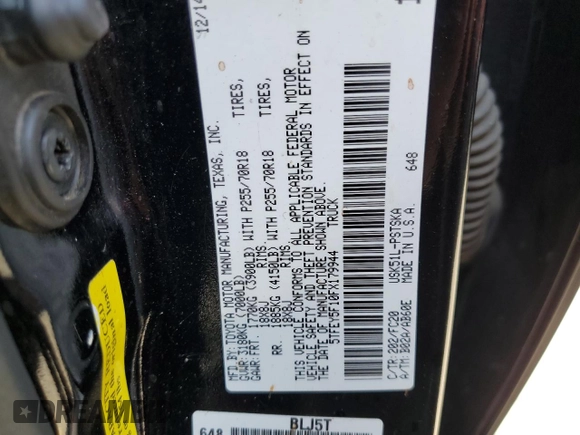 12/14
MFD. BY: TOYOTA MOTOR MANUFACTURING, TEXAS, INC.
GVWR: 3180KG (7000LB)
GAWR: FRT. 1770KG (3900LB) WITH P255/70R18 TIRES,
18X8J RIMS,
RR. 1885KG (4150LB) WITH P255/70R18 TIRES,
18X8J RIMS,
THIS VEHICLE CONFORMS TO ALL APPLICABLE FEDERAL MOTOR
VEHICLE SAFETY AND THEFT PREVENTION STANDARDS IN EFFECT ON
THE DATE OF MANUFACTURE SHOWN ABOVE.
5TFEY5F10FX179944 TRUCK
648
C/TR: 202/FC20 USK51L-PSTSKA
A/TM: B02A/AB60E MADE IN U.S.A.
BLJ5T
648